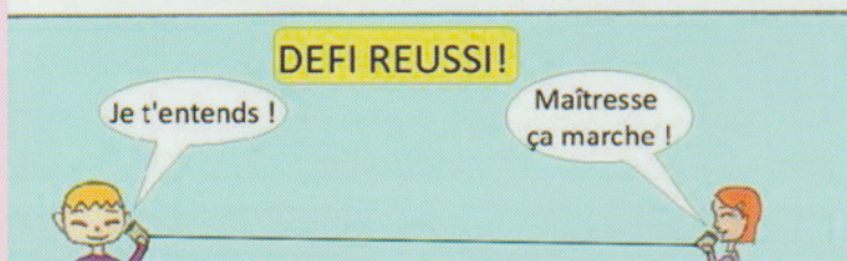 DEFI REUSSI!
Je t'entends !
Maîtresse
ça marche !